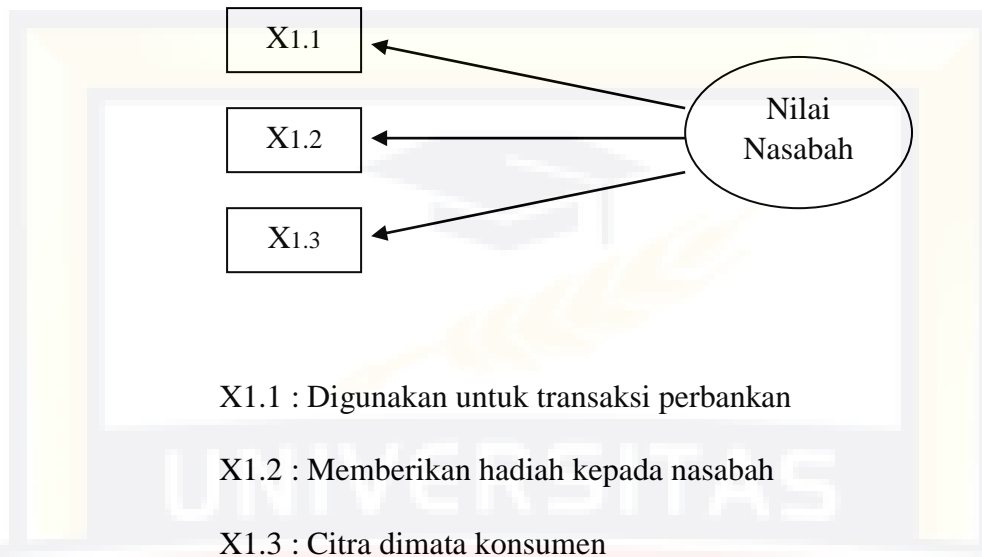 X1.1
Nilai
Nasabah
X1.2
X1.3
X1.1 : Digunakan untuk transaksi perbankan
X1.2 : Memberikan hadiah kepada nasabah
UNIVERSITAS
X1.3 : Citra dimata konsumen